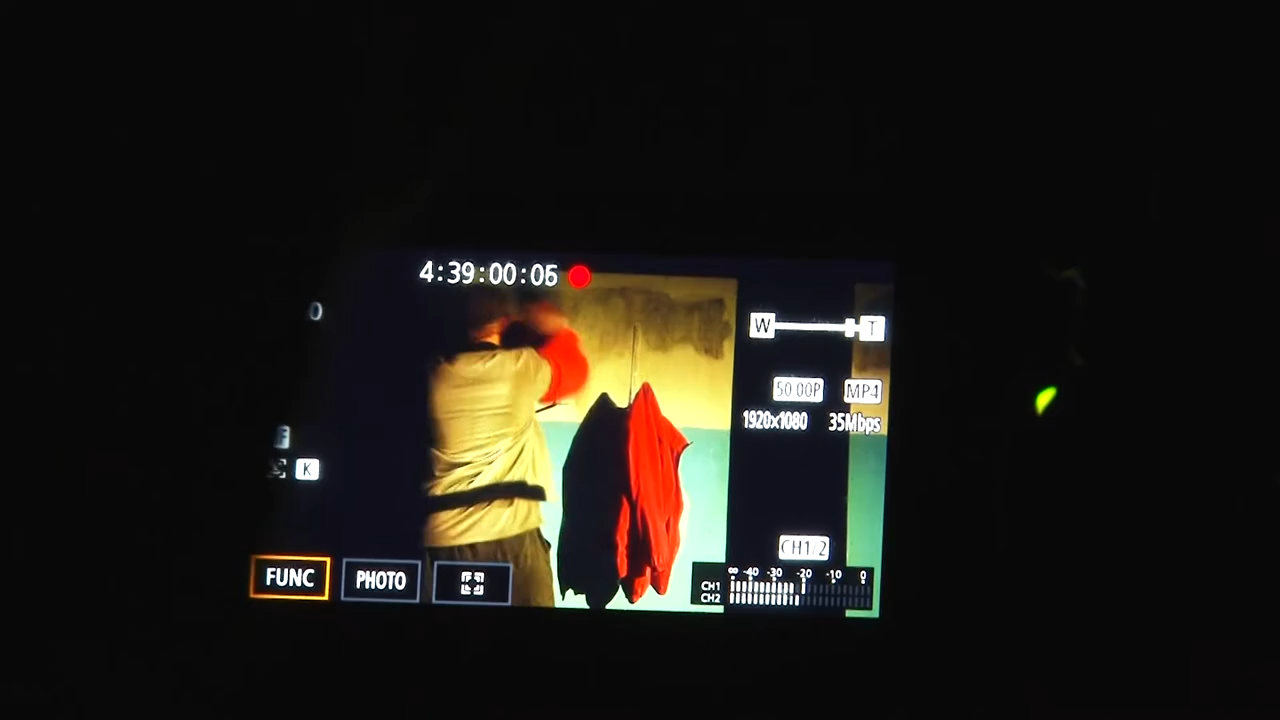 4:39:00:06
W T
50.00P MP4
1920x1080 35Mbps
K
CH1/2
FUNC
PHOTO
∞ -40 -30 -20 -10 0
CH1
CH2